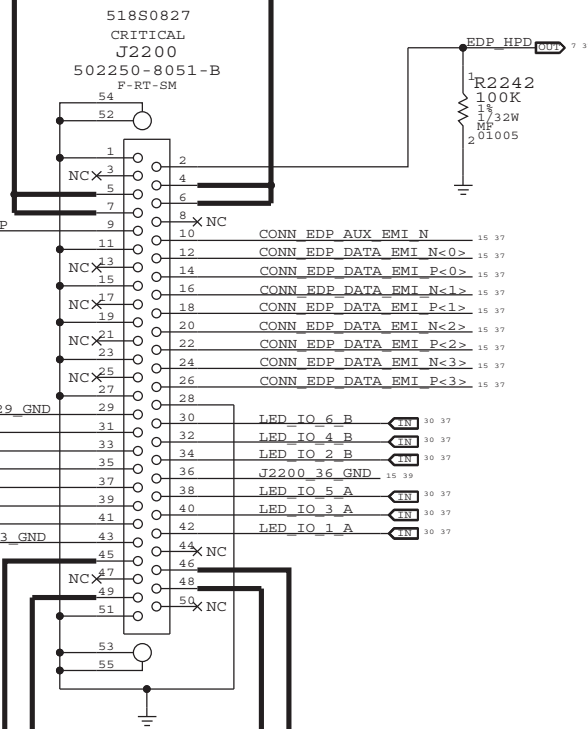 518S0827
CRITICAL
J2200
502250-8051-B
F-RT-SM
EDP_HPD OUT 7 3
1 R2242
100K
1%
1/32W
MF
2 01005
54
52
1 2
NC 3 4
5 6
7 8 NC
P 9 10 CONN_EDP_AUX_EMI_N 15 37
11 12 CONN_EDP_DATA_EMI_N<0> 15 37
NC 13 14 CONN_EDP_DATA_EMI_P<0> 15 37
15 16 CONN_EDP_DATA_EMI_N<1> 15 37
NC 17 18 CONN_EDP_DATA_EMI_P<1> 15 37
19 20 CONN_EDP_DATA_EMI_N<2> 15 37
NC 21 22 CONN_EDP_DATA_EMI_P<2> 15 37
23 24 CONN_EDP_DATA_EMI_N<3> 15 37
NC 25 26 CONN_EDP_DATA_EMI_P<3> 15 37
27 28
29_GND 29 30 LED_IO_6_B IN 30 37
31 32 LED_IO_4_B IN 30 37
33 34 LED_IO_2_B IN 30 37
35 36 J2200_36_GND 15 39
37 38 LED_IO_5_A IN 30 37
39 40 LED_IO_3_A IN 30 37
41 42 LED_IO_1_A IN 30 37
3_GND 43 44 NC
45 46
NC 47 48
49 50 NC
51
53
55